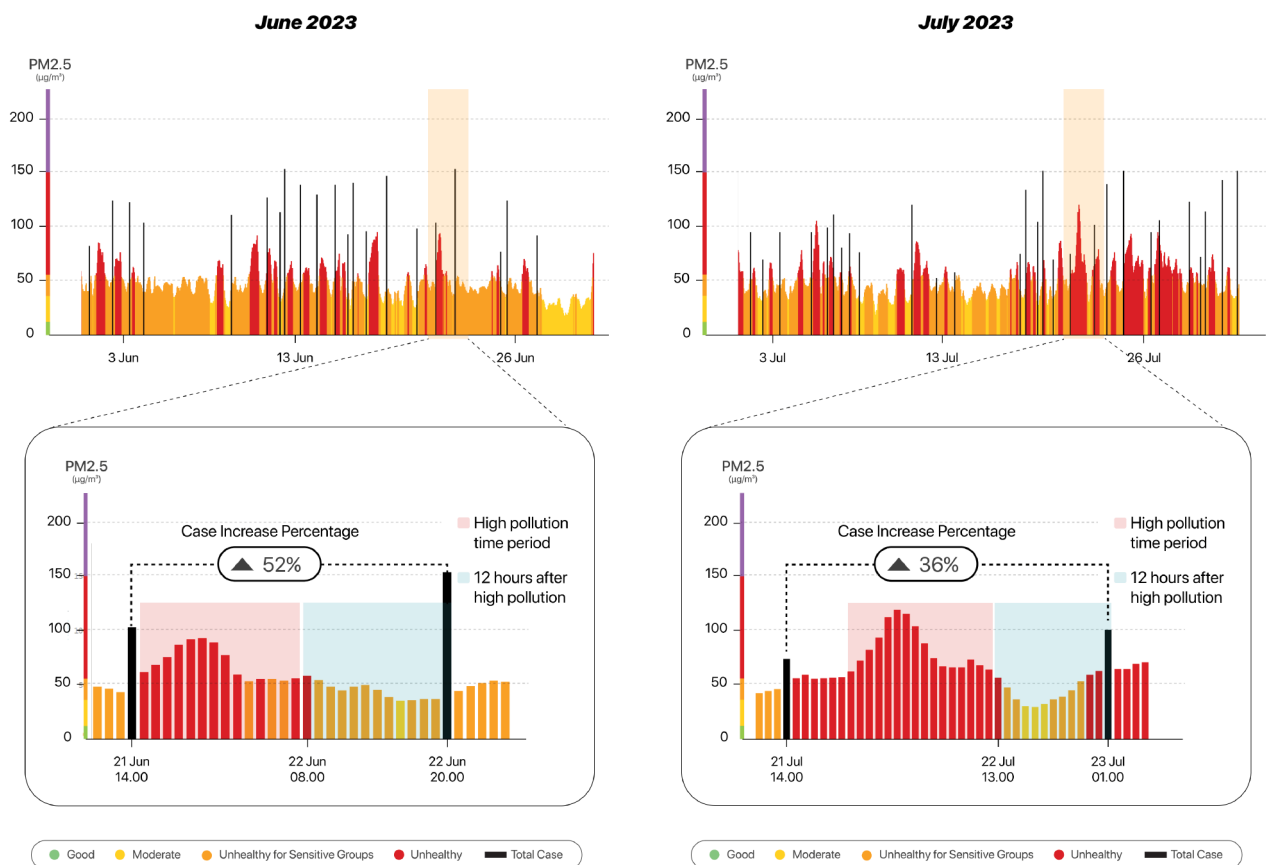 June 2023
July 2023
PM2.5
(μg/m³)
200
150
100
50
0
3 Jun
13 Jun
26 Jun
PM2.5
(μg/m³)
200
150
100
50
0
3 Jul
13 Jul
26 Jul
PM2.5
(μg/m³)
200
150
100
50
0
Case Increase Percentage
52%
High pollution
time period
12 hours after
high pollution
21 Jun
14.00
22 Jun
08.00
22 Jun
20.00
PM2.5
(μg/m³)
200
150
100
50
0
Case Increase Percentage
36%
High pollution
time period
12 hours after
high pollution
21 Jul
14.00
22 Jul
13.00
23 Jul
01.00
Good
Moderate
Unhealthy for Sensitive Groups
Unhealthy
Total Case
Good
Moderate
Unhealthy for Sensitive Groups
Unhealthy
Total Case